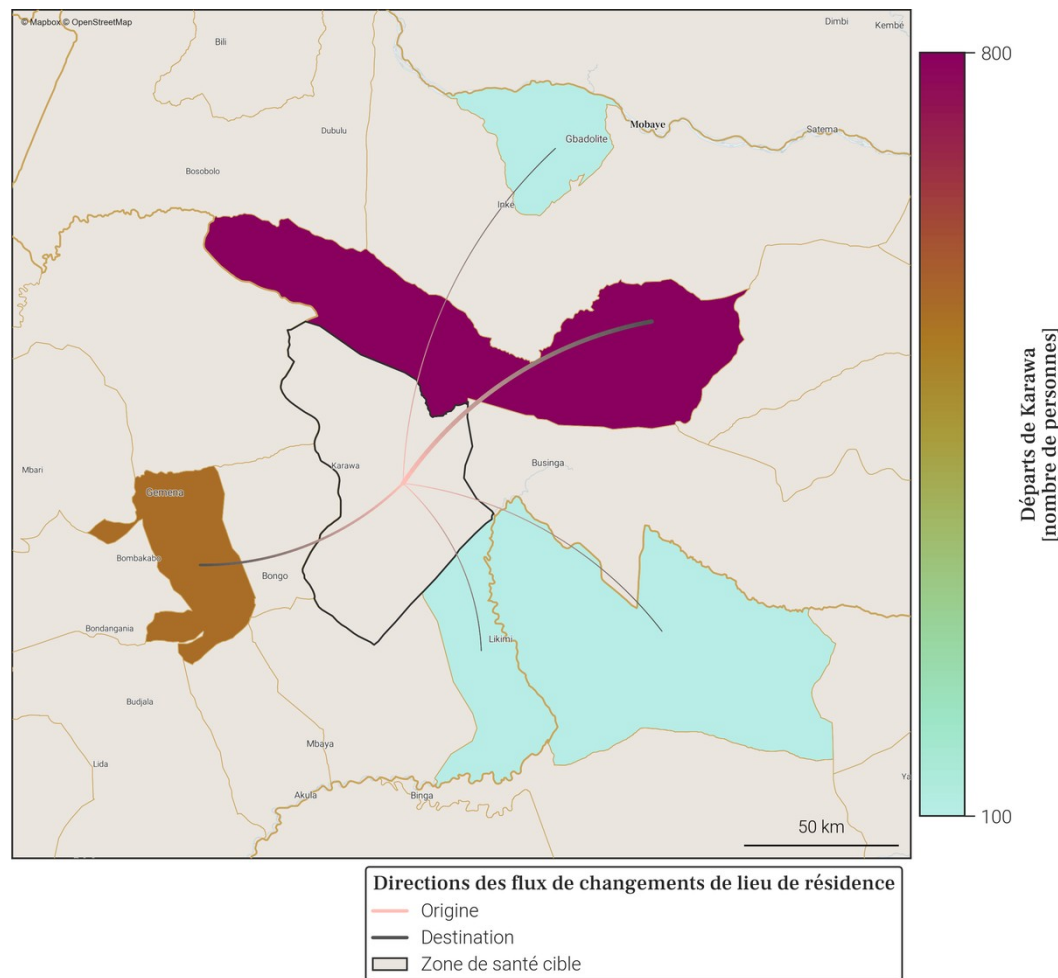 © Mapbox © OpenStreetMap
Dimbi
Kembé
Bili
800
Dubulu
Mobaye
Satema
Gbadolite
Bosobolo
Inke
Départs de Karawa
[nombre de personnes]
Mbari
Karawa
Businga
Gemena
Bombakabo
Bongo
Bondangania
Likimi
Budjala
Mbaya
Lida
Akula
Binga
Ya
100
50 km
Directions des flux de changements de lieu de résidence
Origine
Destination
Zone de santé cible